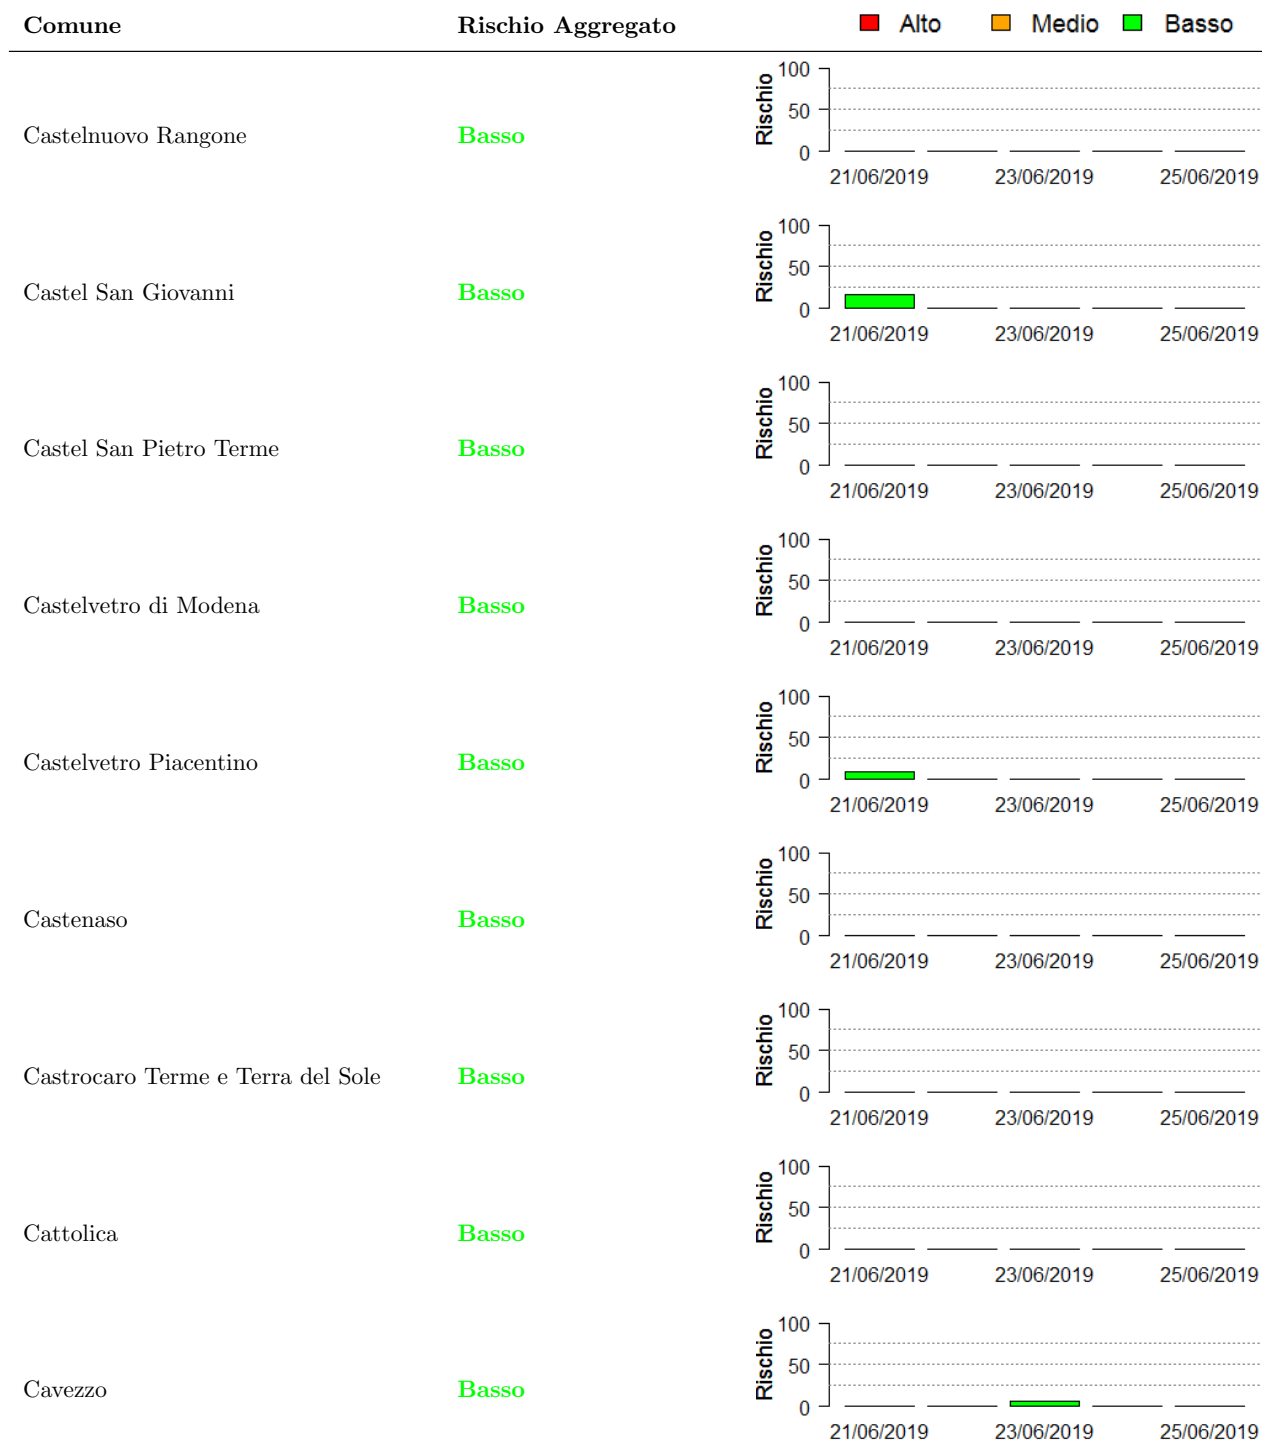 Comune Rischio Aggregato Alto Medio Basso
Castelnuovo Rangone Basso Rischio 100 50 0
21/06/2019 23/06/2019 25/06/2019
Castel San Giovanni Basso Rischio 100 50 0
21/06/2019 23/06/2019 25/06/2019
Castel San Pietro Terme Basso Rischio 100 50 0
21/06/2019 23/06/2019 25/06/2019
Castelvetro di Modena Basso Rischio 100 50 0
21/06/2019 23/06/2019 25/06/2019
Castelvetro Piacentino Basso Rischio 100 50 0
21/06/2019 23/06/2019 25/06/2019
Castenaso Basso Rischio 100 50 0
21/06/2019 23/06/2019 25/06/2019
Castrocaro Terme e Terra del Sole Basso Rischio 100 50 0
21/06/2019 23/06/2019 25/06/2019
Cattolica Basso Rischio 100 50 0
21/06/2019 23/06/2019 25/06/2019
Cavezzo Basso Rischio 100 50 0
21/06/2019 23/06/2019 25/06/2019